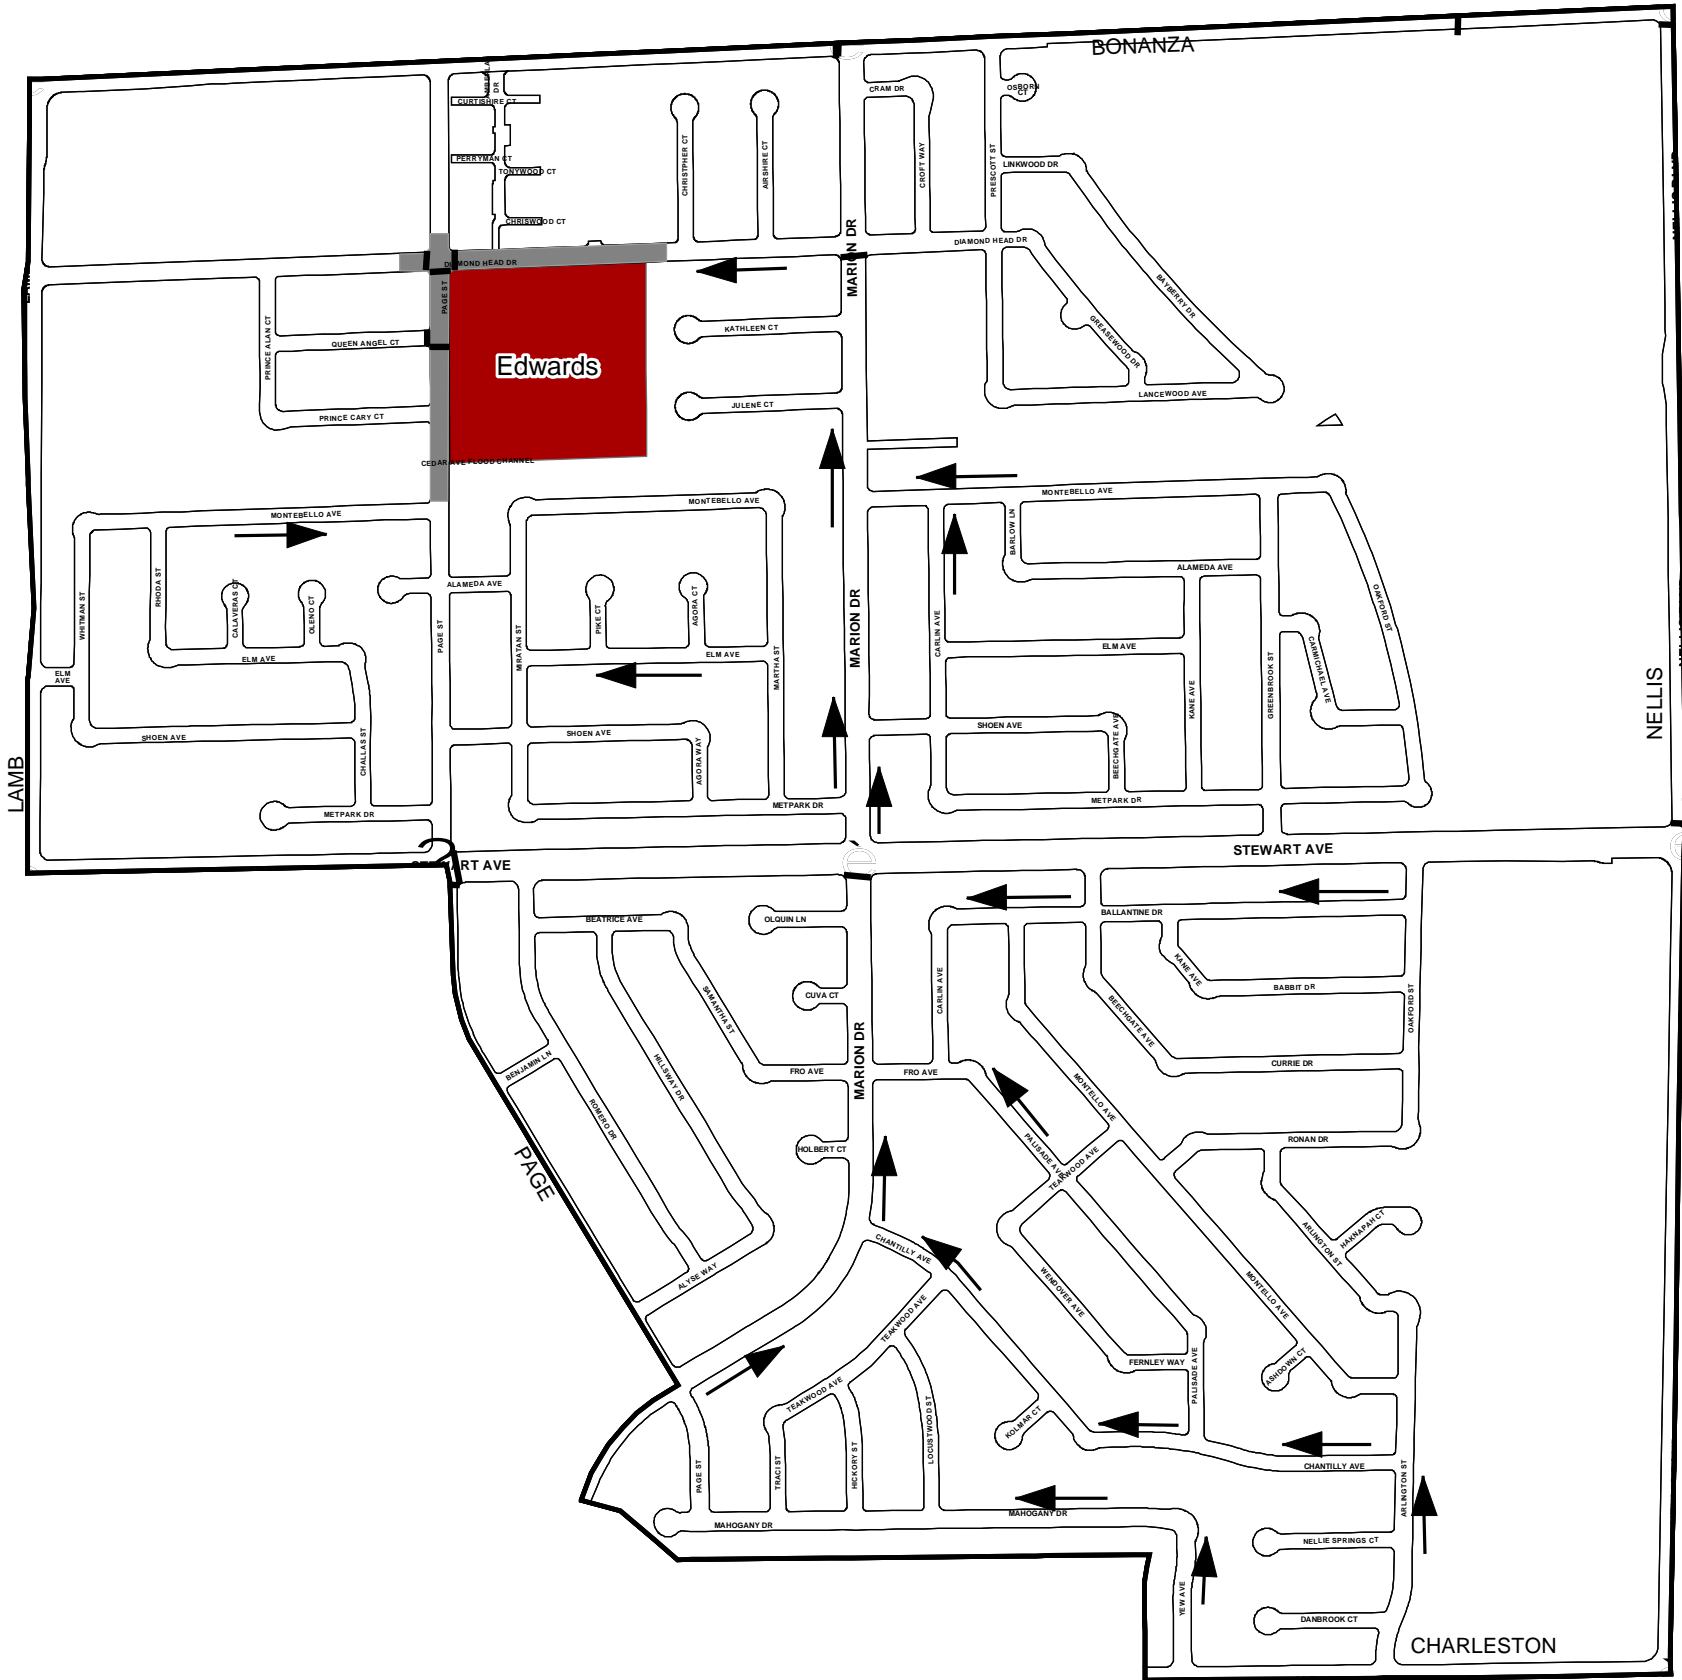 BONANZA
AMBERLA
DR
CURTISHIRE CT
CRAM DR
OSBORN
CT
PERRYMAN CT
TONYWOOD CT
CHRISTPHER CT
AIRSHIRE CT
CROFT WAY
PRESCOTT ST
LINKWOOD DR
CHRISWOOD CT
MARION DR
DIAMOND HEAD DR
DIAMOND HEAD DR
PAGE ST
BAYBERRY DR
GREASEWOOD DR
KATHLEEN CT
PRINCE ALAN CT
QUEEN ANGEL CT
Edwards
LANCEWOOD AVE
JULENE CT
PRINCE CARY CT
CEDAR AVE FLOOD CHANNEL
MONTEBELLO AVE
MONTEBELLO AVE
MONTEBELLO AVE
BARLOW LN
ALAMEDA AVE
ALAMEDA AVE
WHITMAN ST
RHODA ST
CALAVERAS CT
OLENO CT
PAGE ST
MIRATAN ST
PIKE CT
AGORA CT
MARION DR
CARLIN AVE
OAKFORD ST
ELM AVE
ELM AVE
ELM AVE
ELM
AVE
MARTHA ST
KANE AVE
GREENBROOK ST
CARMICHAEL AVE
NELLIS
SHOEN AVE
SHOEN AVE
SHOEN AVE
CHALLAS ST
AGORA WAY
BEECHGATE AVE
LAMB
METPARK DR
METPARK DR
METPARK DR
STEWART AVE
STEWART AVE
BEATRICE AVE
OLQUIN LN
BALLANTINE DR
KANE AVE
BABBIT DR
CUVA CT
SAMANTHA ST
CARLIN AVE
BEECHGATE AVE
OAKFORD ST
MARION DR
BENJAMIN LN
HILLSWAY DR
ROMERO DR
FRO AVE
FRO AVE
CURRIE DR
MONTELLO AVE
PALISADE AVE
TEAKWOOD AVE
RONAN DR
HOLBERT CT
PAGE
CHANTILLY AVE
ARLINGTON ST
HAKNAPAH CT
ALYSE WAY
WENDOVER AVE
MONTELLO AVE
TEAKWOOD AVE
FERNLEY WAY
PALISADE AVE
ASHDOWN CT
TEAKWOOD AVE
KOLMAR CT
LOCUSTWOOD ST
HICKORY ST
TRACI ST
PAGE ST
CHANTILLY AVE
ARLINGTON ST
MAHOGANY DR
MAHOGANY DR
NELLIE SPRINGS CT
YEW AVE
DANBROOK CT
CHARLESTON